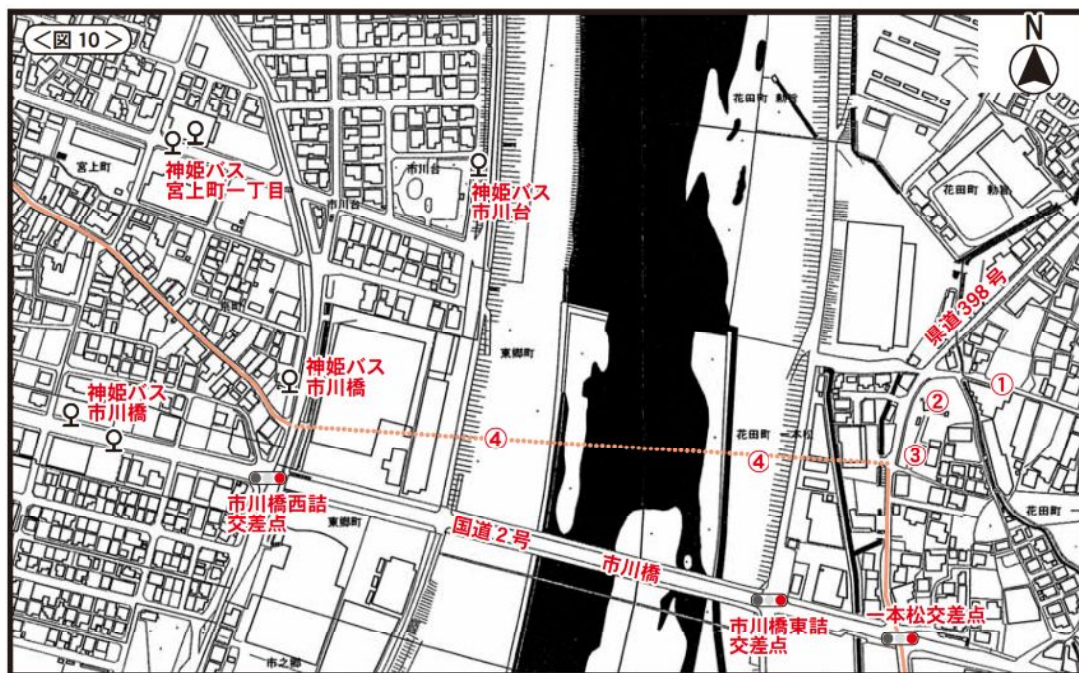 <図 10>
N
神姫バス
宮上町一丁目
宮上町
市川台
神姫バス
市川台
市川台
花田町 勅旨
花田町 勅旨
県道 398 号
東郷町
神姫バス
市川橋
神姫バス
市川橋
①
②
③
④
④
花田町 一本松
花田町 一
市川橋西詰
交差点
東郷町
国道 2 号
市川橋
市川橋東詰
交差点
一本松交差点
市之郷